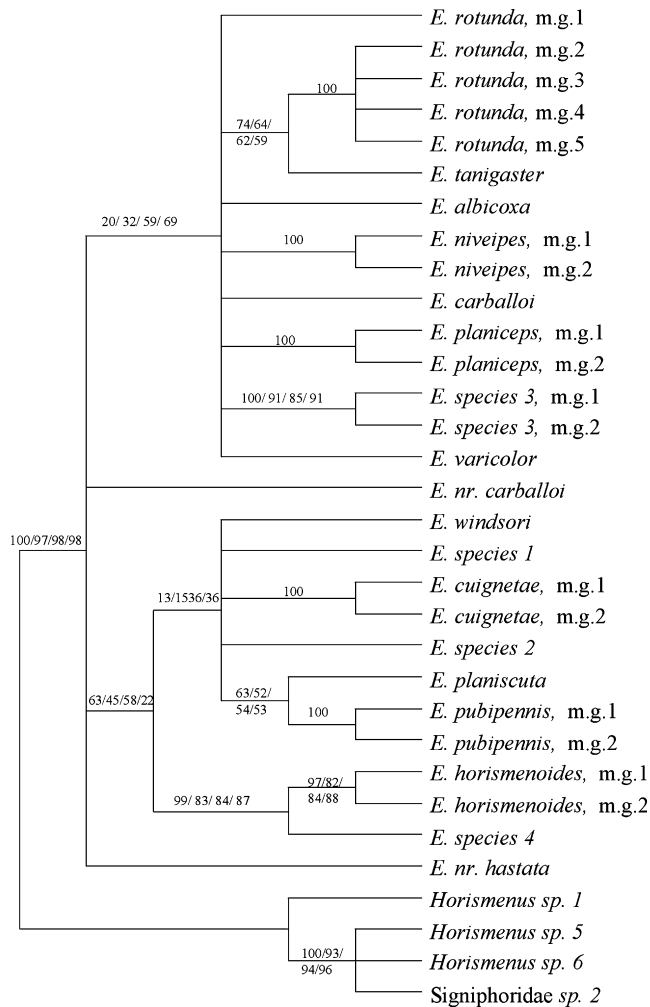 E. rotunda, m.g.1
E. rotunda, m.g.2
100
E. rotunda, m.g.3
E. rotunda, m.g.4
74/64/
62/59
E. rotunda, m.g.5
E. tanigaster
E. albicoxa
20/ 32/ 59/ 69
100
E. niveipes, m.g.1
E. niveipes, m.g.2
E. carballoi
E. planiceps, m.g.1
100
E. planiceps, m.g.2
100/ 91/ 85/ 91
E. species 3, m.g.1
E. species 3, m.g.2
E. varicolor
E. nr. carballoi
E. windsori
100/97/98/98
E. species 1
E. cuignetae, m.g.1
13/1536/36
100
E. cuignetae, m.g.2
E. species 2
E. planiscuta
63/45/58/22
63/52/
54/53
100
E. pubipennis, m.g.1
E. pubipennis, m.g.2
E. horismenoides, m.g.1
97/82/
84/88
99/ 83/ 84/ 87
E. horismenoides, m.g.2
E. species 4
E. nr. hastata
Horismenus sp. 1
Horismenus sp. 5
100/93/
94/96
Horismenus sp. 6
Signiphoridae sp. 2